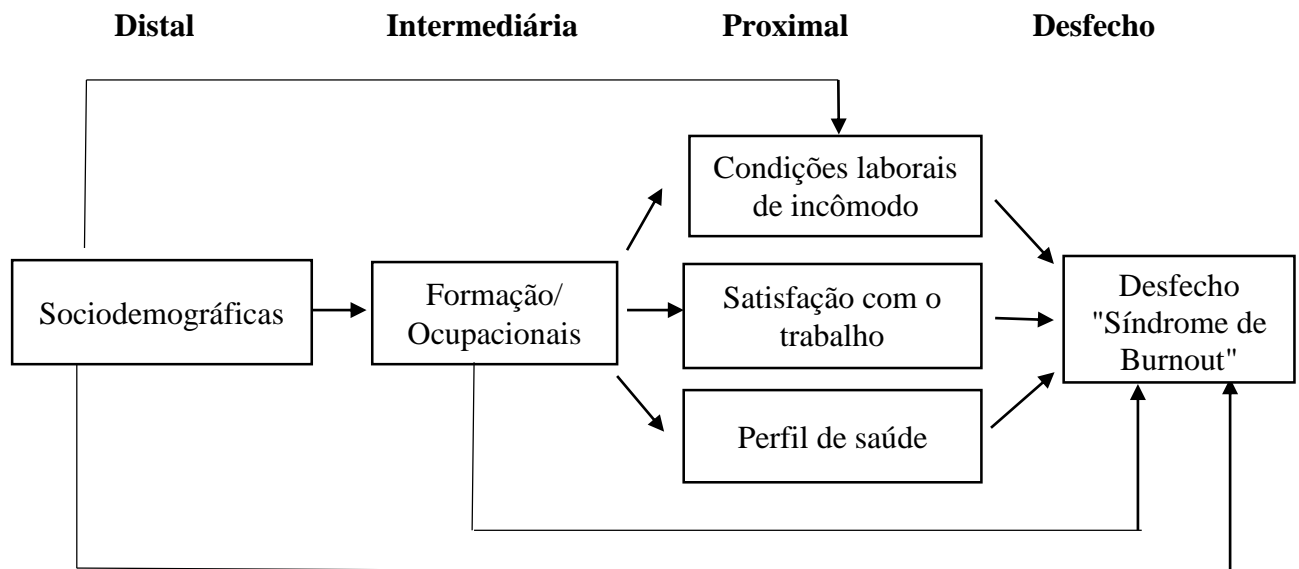 Distal Intermediária Proximal Desfecho
Condições laborais
de incômodo
Sociodemográficas
Formação/
Ocupacionais
Satisfação com o
trabalho
Perfil de saúde
Desfecho
"Síndrome de
Burnout"